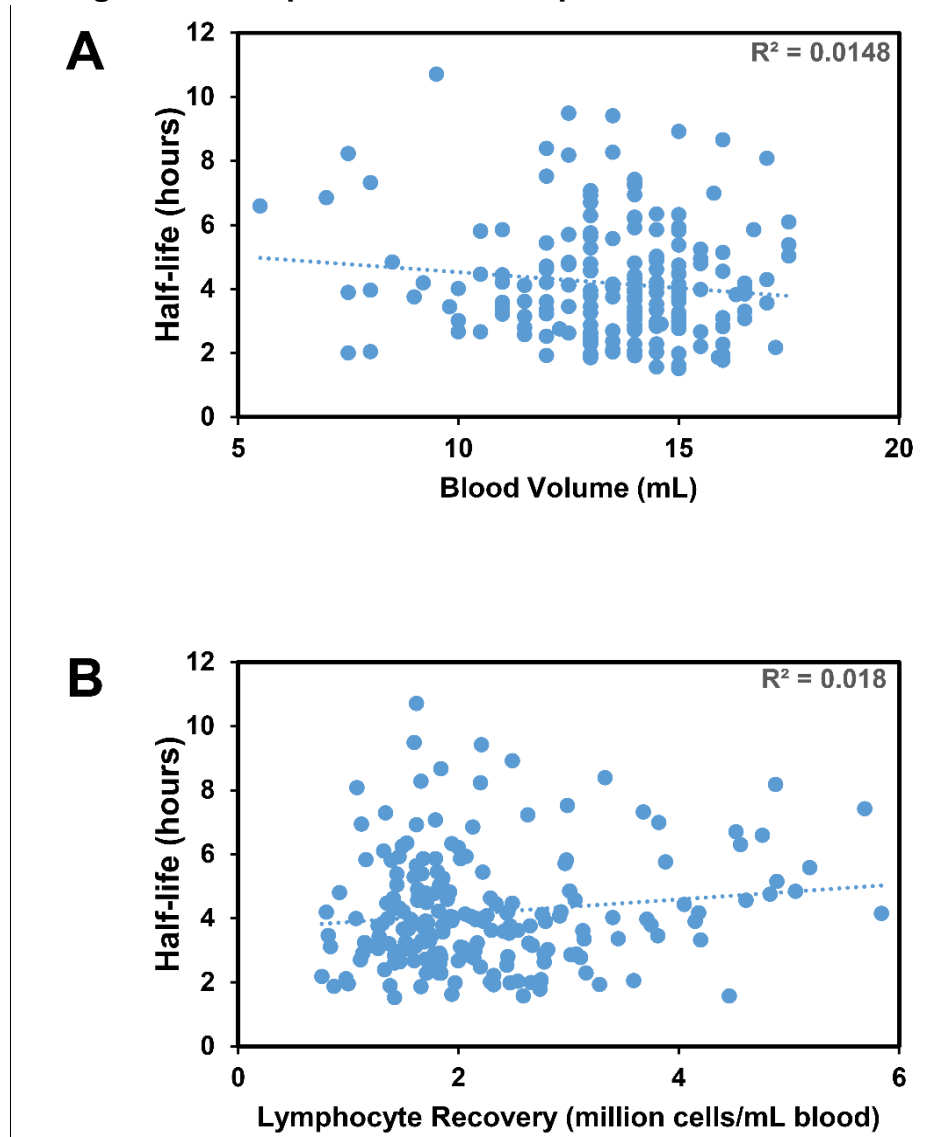 A
R² = 0.0148
12
10
8
6
4
2
0
Half-life (hours)
5
10
15
20
Blood Volume (mL)
B
R² = 0.018
12
10
8
6
4
2
0
Half-life (hours)
0
2
4
6
Lymphocyte Recovery (million cells/mL blood)